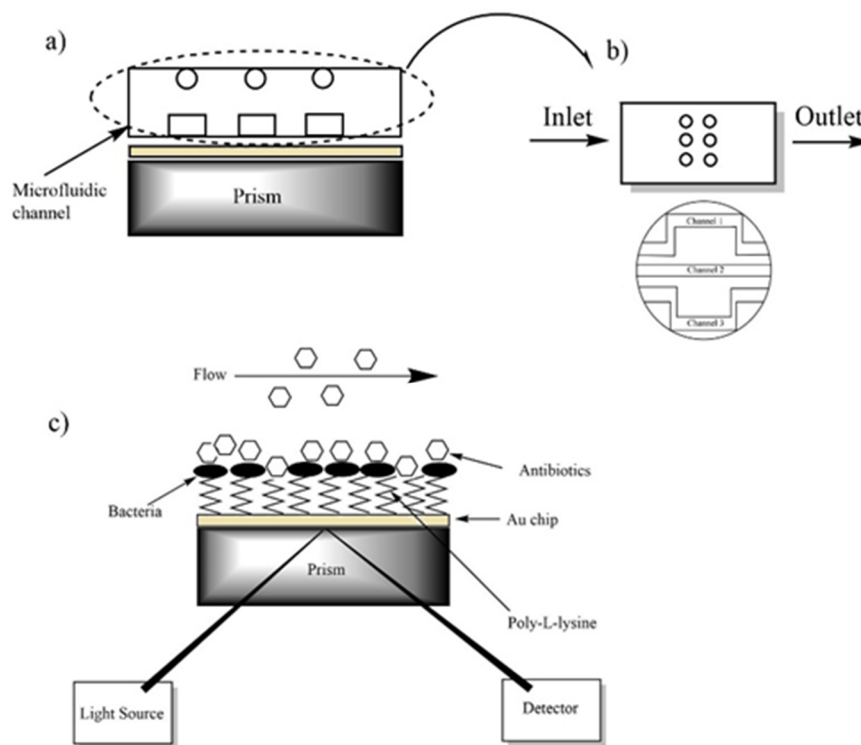 a)
Microfluidic
channel
Prism
b)
Inlet
Outlet
Channel 1
Channel 2
Channel 3
Flow
c)
Antibiotics
Bacteria
Au chip
Prism
Poly-L-lysine
Light Source
Detector